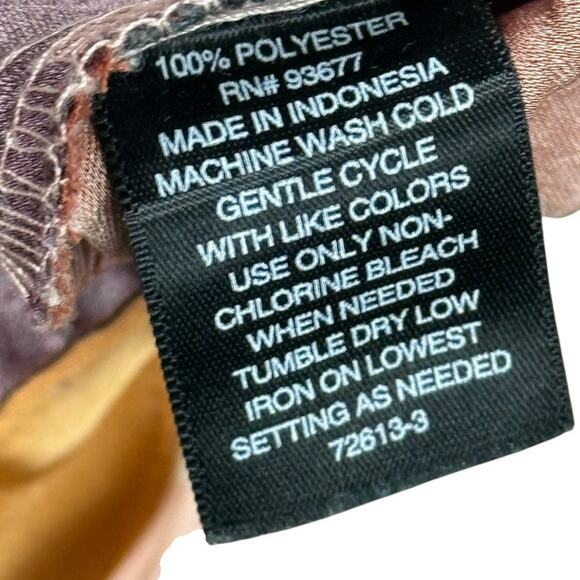 100% POLYESTER
RN# 93677
MADE IN INDONESIA
MACHINE WASH COLD
GENTLE CYCLE
WITH LIKE COLORS
USE ONLY NON-
CHLORINE BLEACH
WHEN NEEDED
TUMBLE DRY LOW
IRON ON LOWEST
SETTING AS NEEDED
72613-3